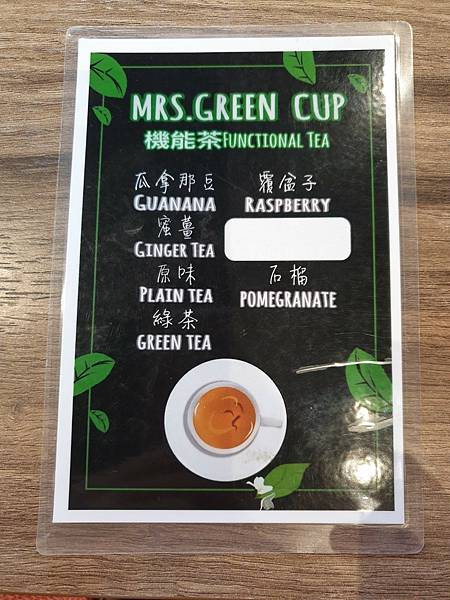 MRS.GREEN CUP
機能茶FUNCTIONAL TEA
瓜拿那豆
GUANANA
蜜薑
GINGER TEA
原味
PLAIN TEA
綠茶
GREEN TEA
覆盆子
RASPBERRY
石榴
POMEGRANATE